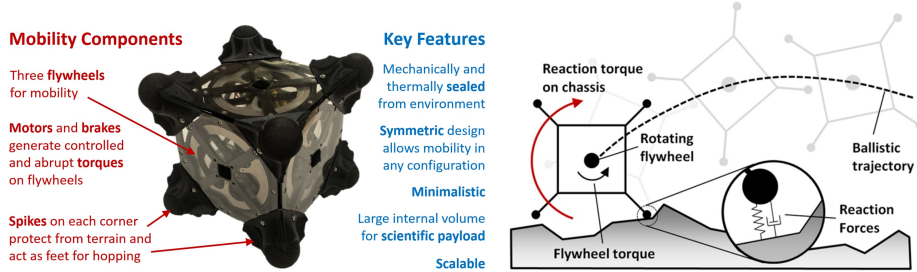 Mobility Components
Three flywheels
for mobility
Motors and brakes
generate controlled
and abrupt torques
on flywheels
Spikes on each corner
protect from terrain and
act as feet for hopping
Key Features
Mechanically and
thermally sealed
from environment
Symmetric design
allows mobility in
any configuration
Minimalistic
Large internal volume
for scientific payload
Scalable
Reaction torque
on chassis
Rotating
flywheel
Ballistic
trajectory
Reaction
Forces
Flywheel torque